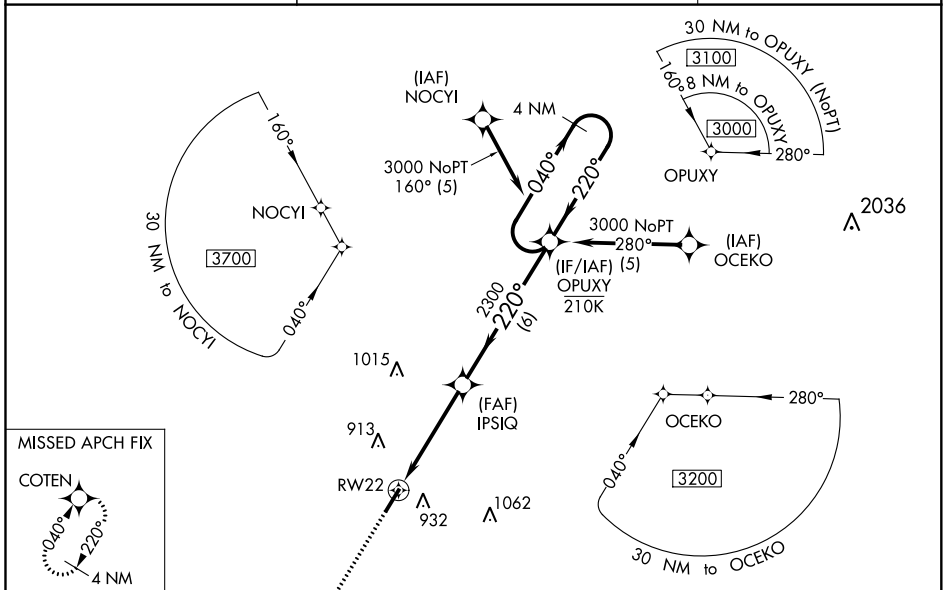 30 NM to OPUXY (NoPT)
3100
160°
8 NM to OPUXY
3000
280°
OPUXY
(IAF)
NOCYI
4 NM
3000 NoPT
160° (5)
040°
220°
160°
NOCYI
3700
040°
30 NM to NOCYI
2036
3000 NoPT
280°
(5)
(IAF)
OCEKO
(IF/IAF)
OPUXY
210K
2300
220°
(6)
1015
(FAF)
IPSIQ
913
RW22
932
1062
OCEKO
280°
040°
3200
30 NM to OCEKO
MISSED APCH FIX
COTEN
040°
220°
4 NM